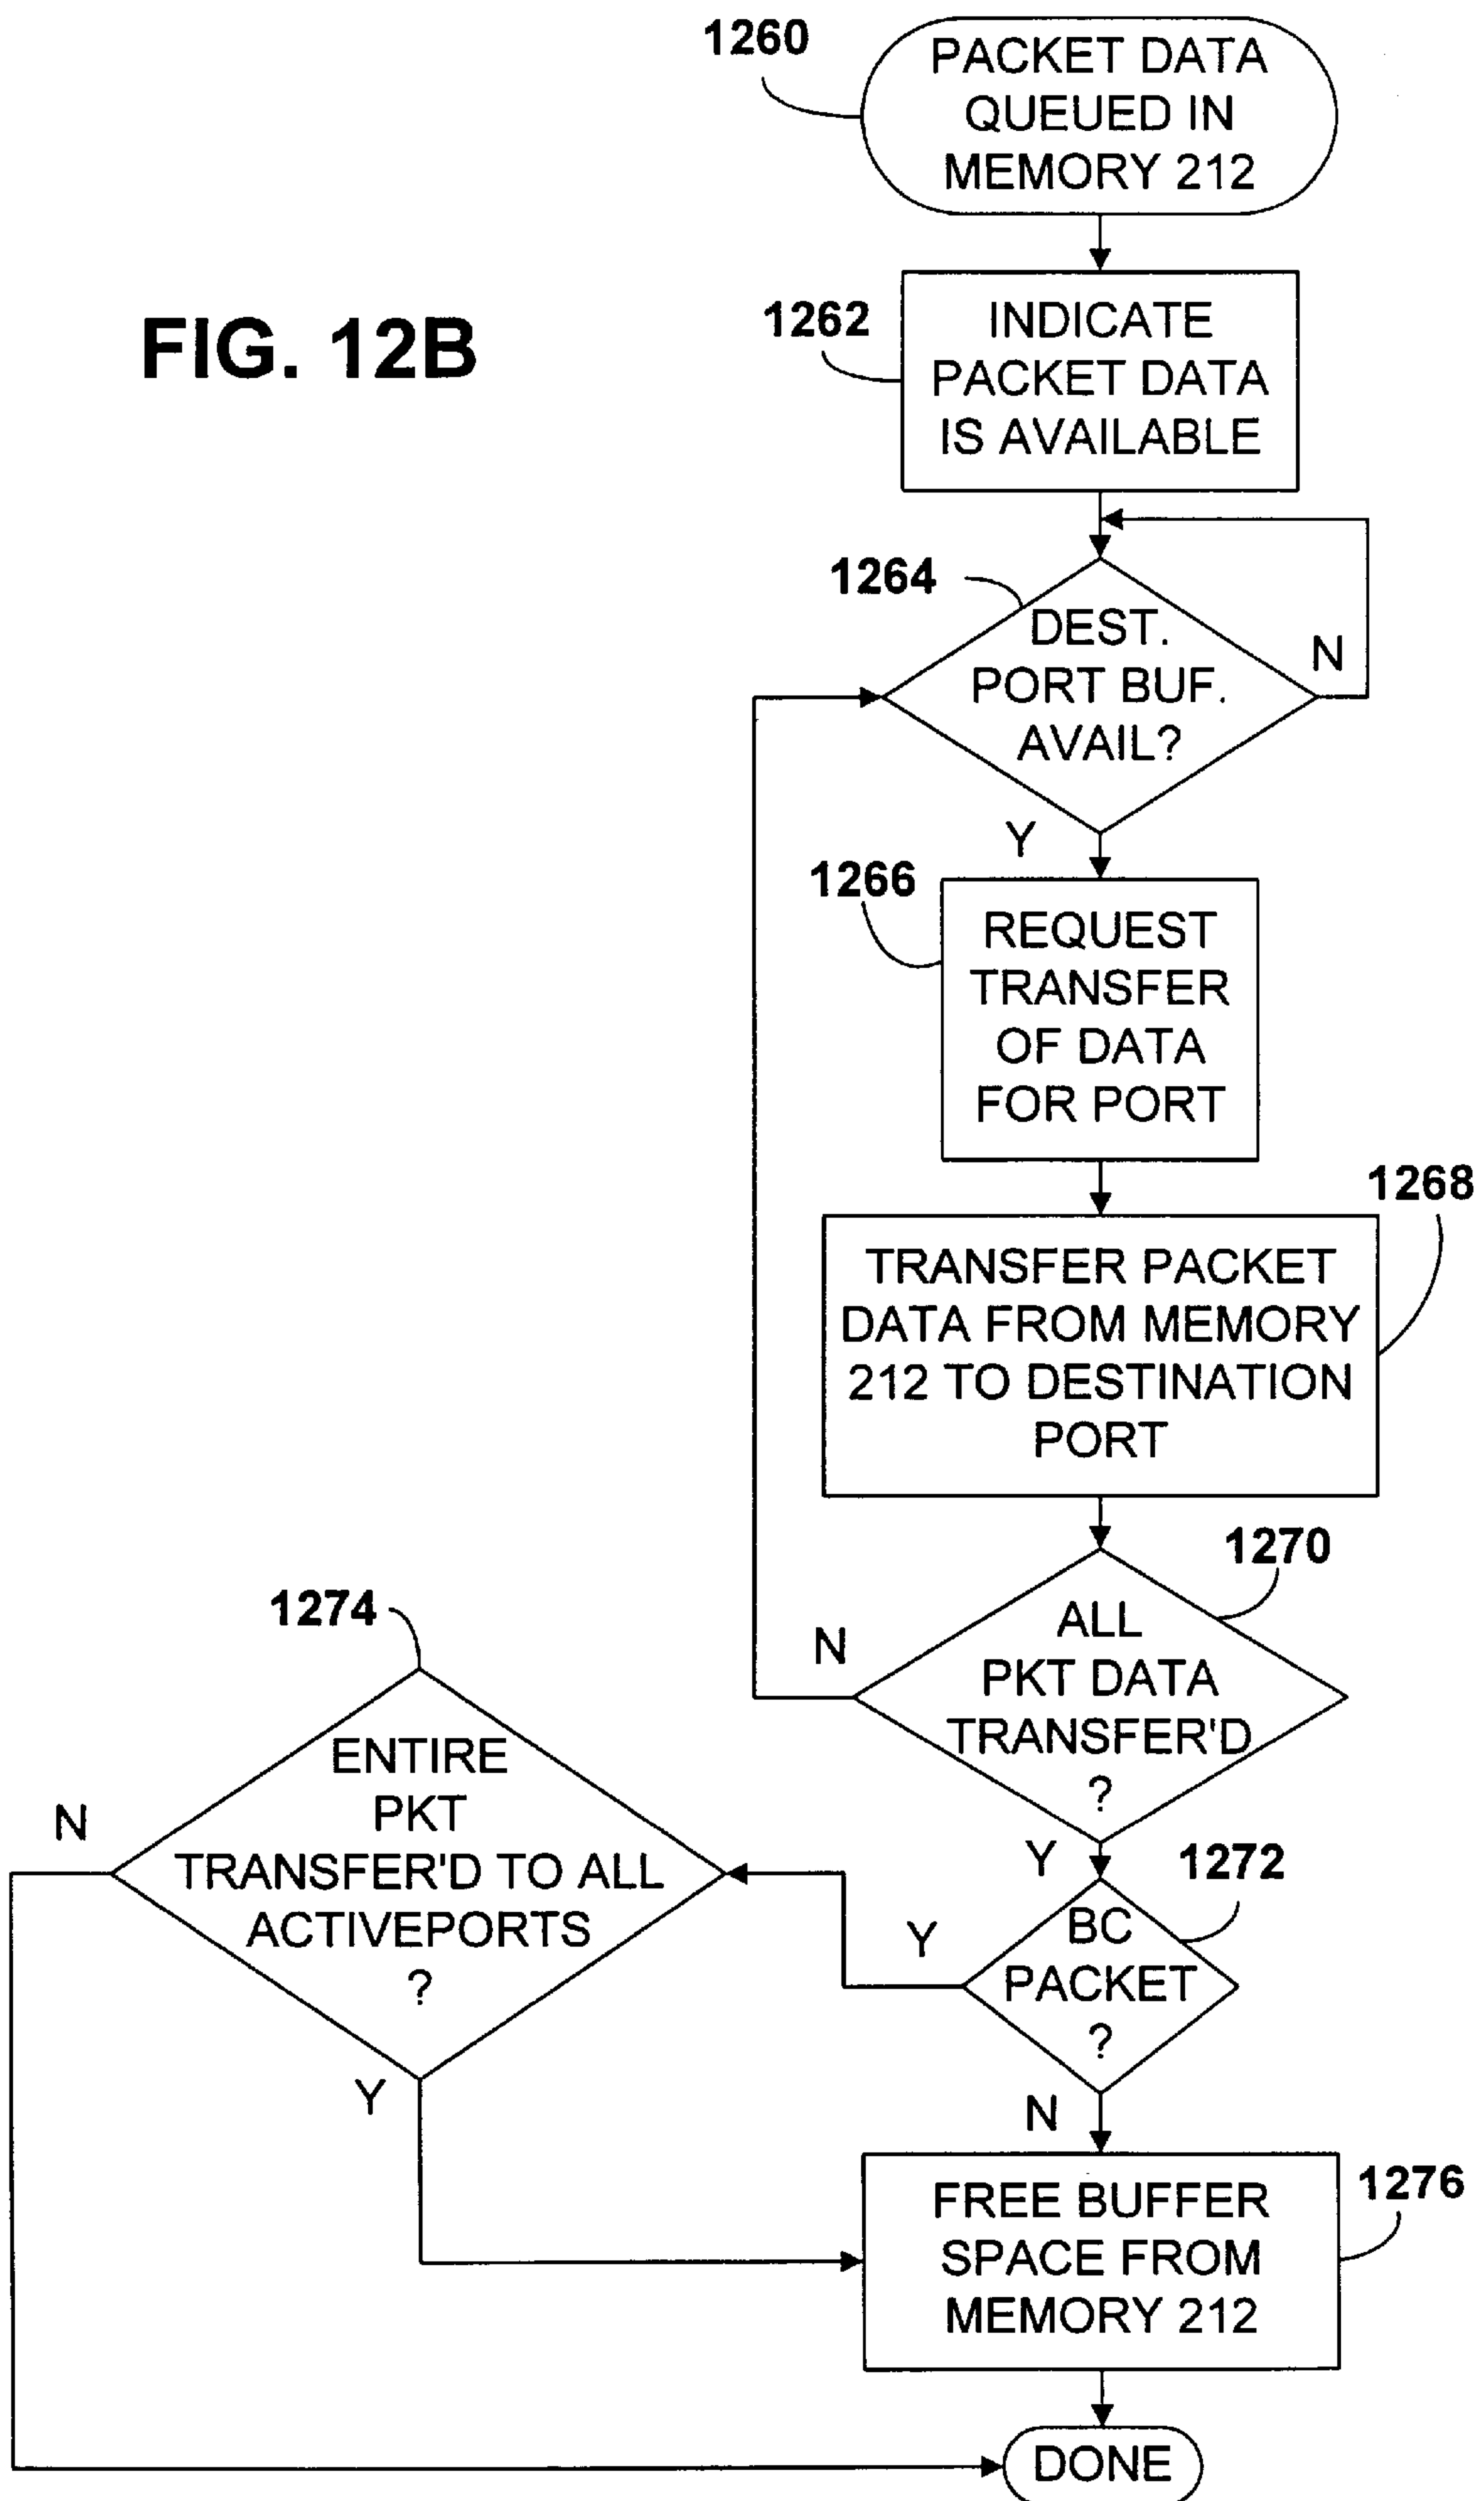 1260
PACKET DATA
QUEUED IN
MEMORY 212
FIG. 12B
1262
INDICATE
PACKET DATA
IS AVAILABLE
1264
DEST.
PORT BUF.
AVAIL?
N
Y
1266
REQUEST
TRANSFER
OF DATA
FOR PORT
1268
TRANSFER PACKET
DATA FROM MEMORY
212 TO DESTINATION
PORT
1270
ALL
PKT DATA
TRANSFER'D
?
N
Y
1274
ENTIRE
PKT
TRANSFER'D TO ALL
ACTIVEPORTS
?
N
Y
1272
BC
PACKET
?
Y
N
1276
FREE BUFFER
SPACE FROM
MEMORY 212
DONE